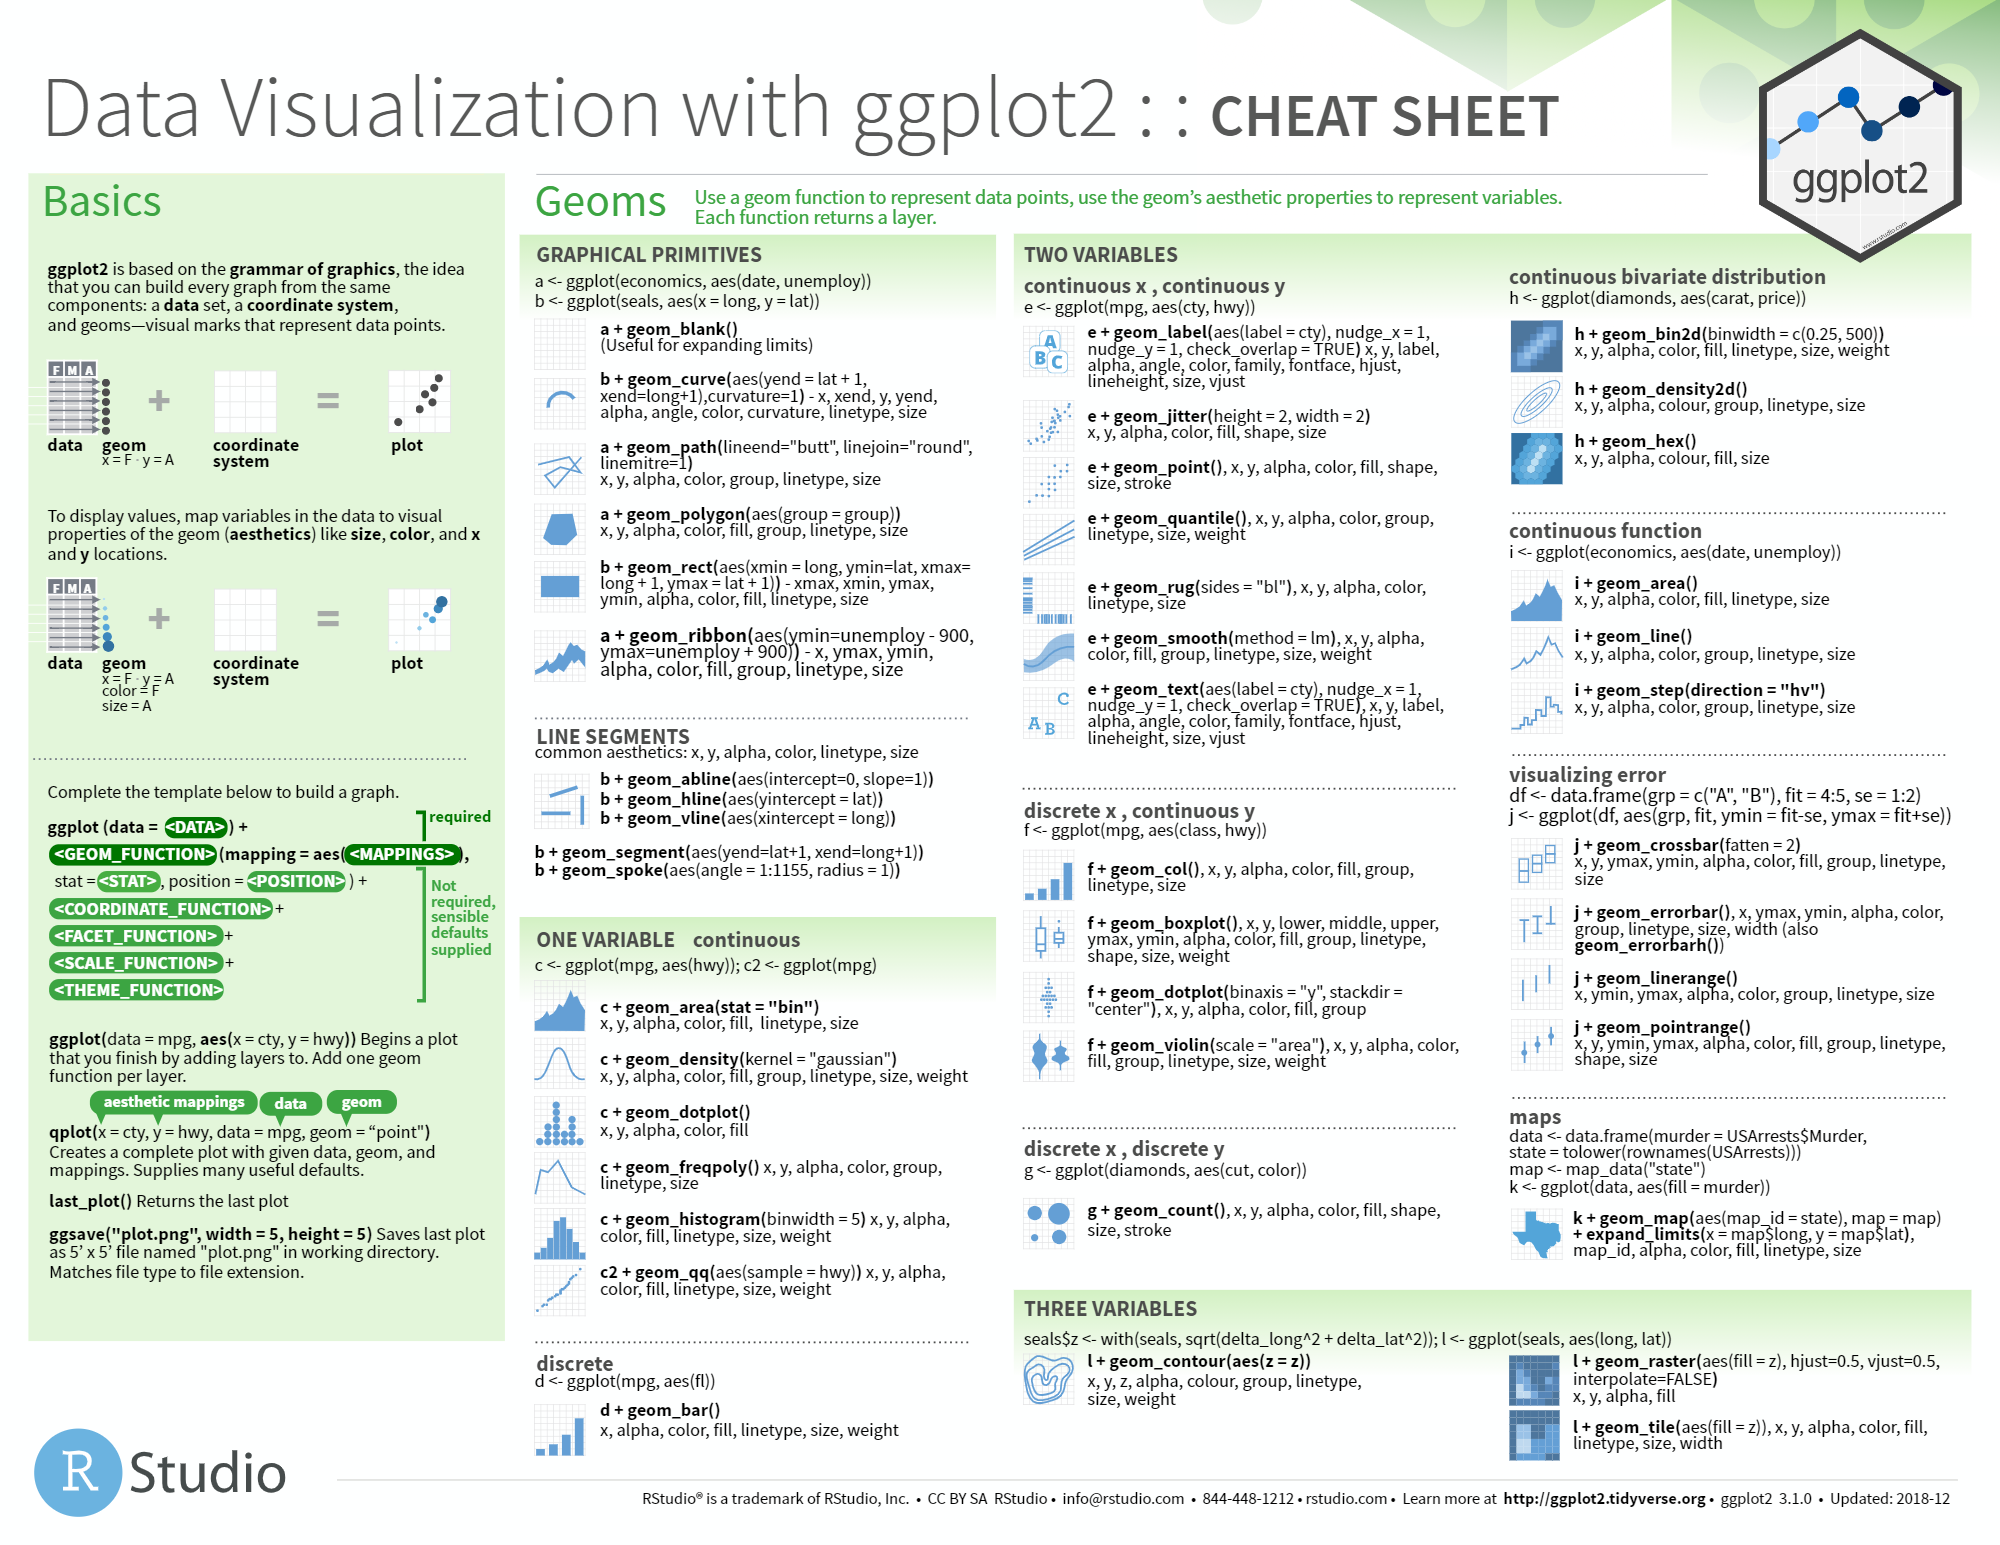 Data Visualization with ggplot2 : : CHEAT SHEET
ggplot2
www.rstudio.com
Basics
ggplot2 is based on the grammar of graphics, the idea
that you can build every graph from the same
components: a data set, a coordinate system,
and geoms—visual marks that represent data points.
F M A
data
geom
x = F · y = A
coordinate
system
plot
To display values, map variables in the data to visual
properties of the geom (aesthetics) like size, color, and x
and y locations.
F M A
data
geom
x = F · y = A
color = F
size = A
coordinate
system
plot
Complete the template below to build a graph.
ggplot (data = <DATA> ) +
<GEOM_FUNCTION> (mapping = aes( <MAPPINGS> ),
stat = <STAT> , position = <POSITION> ) +
<COORDINATE_FUNCTION> +
<FACET_FUNCTION> +
<SCALE_FUNCTION> +
<THEME_FUNCTION>
required
Not
required,
sensible
defaults
supplied
ggplot(data = mpg, aes(x = cty, y = hwy)) Begins a plot
that you finish by adding layers to. Add one geom
function per layer.
aesthetic mappings data geom
qplot(x = cty, y = hwy, data = mpg, geom = “point")
Creates a complete plot with given data, geom, and
mappings. Supplies many useful defaults.
last_plot() Returns the last plot
ggsave("plot.png", width = 5, height = 5) Saves last plot
as 5’ x 5’ file named "plot.png" in working directory.
Matches file type to file extension.
Geoms
Use a geom function to represent data points, use the geom’s aesthetic properties to represent variables.
Each function returns a layer.
GRAPHICAL PRIMITIVES
a <- ggplot(economics, aes(date, unemploy))
b <- ggplot(seals, aes(x = long, y = lat))
a + geom_blank()
(Useful for expanding limits)
b + geom_curve(aes(yend = lat + 1,
xend=long+1),curvature=1) - x, xend, y, yend,
alpha, angle, color, curvature, linetype, size
a + geom_path(lineend="butt", linejoin="round",
linemitre=1)
x, y, alpha, color, group, linetype, size
a + geom_polygon(aes(group = group))
x, y, alpha, color, fill, group, linetype, size
b + geom_rect(aes(xmin = long, ymin=lat, xmax=
long + 1, ymax = lat + 1)) - xmax, xmin, ymax,
ymin, alpha, color, fill, linetype, size
a + geom_ribbon(aes(ymin=unemploy - 900,
ymax=unemploy + 900)) - x, ymax, ymin,
alpha, color, fill, group, linetype, size
LINE SEGMENTS
common aesthetics: x, y, alpha, color, linetype, size
b + geom_abline(aes(intercept=0, slope=1))
b + geom_hline(aes(yintercept = lat))
b + geom_vline(aes(xintercept = long))
b + geom_segment(aes(yend=lat+1, xend=long+1))
b + geom_spoke(aes(angle = 1:1155, radius = 1))
ONE VARIABLE continuous
c <- ggplot(mpg, aes(hwy)); c2 <- ggplot(mpg)
c + geom_area(stat = "bin")
x, y, alpha, color, fill, linetype, size
c + geom_density(kernel = "gaussian")
x, y, alpha, color, fill, group, linetype, size, weight
c + geom_dotplot()
x, y, alpha, color, fill
c + geom_freqpoly() x, y, alpha, color, group,
linetype, size
c + geom_histogram(binwidth = 5) x, y, alpha,
color, fill, linetype, size, weight
c2 + geom_qq(aes(sample = hwy)) x, y, alpha,
color, fill, linetype, size, weight
discrete
d <- ggplot(mpg, aes(fl))
d + geom_bar()
x, alpha, color, fill, linetype, size, weight
TWO VARIABLES
continuous x , continuous y
e <- ggplot(mpg, aes(cty, hwy))
A
B C
e + geom_label(aes(label = cty), nudge_x = 1,
nudge_y = 1, check_overlap = TRUE) x, y, label,
alpha, angle, color, family, fontface, hjust,
lineheight, size, vjust
e + geom_jitter(height = 2, width = 2)
x, y, alpha, color, fill, shape, size
e + geom_point(), x, y, alpha, color, fill, shape,
size, stroke
e + geom_quantile(), x, y, alpha, color, group,
linetype, size, weight
e + geom_rug(sides = "bl"), x, y, alpha, color,
linetype, size
e + geom_smooth(method = lm), x, y, alpha,
color, fill, group, linetype, size, weight
C
A B
e + geom_text(aes(label = cty), nudge_x = 1,
nudge_y = 1, check_overlap = TRUE), x, y, label,
alpha, angle, color, family, fontface, hjust,
lineheight, size, vjust
discrete x , continuous y
f <- ggplot(mpg, aes(class, hwy))
f + geom_col(), x, y, alpha, color, fill, group,
linetype, size
f + geom_boxplot(), x, y, lower, middle, upper,
ymax, ymin, alpha, color, fill, group, linetype,
shape, size, weight
f + geom_dotplot(binaxis = "y", stackdir =
"center"), x, y, alpha, color, fill, group
f + geom_violin(scale = "area"), x, y, alpha, color,
fill, group, linetype, size, weight
discrete x , discrete y
g <- ggplot(diamonds, aes(cut, color))
g + geom_count(), x, y, alpha, color, fill, shape,
size, stroke
continuous bivariate distribution
h <- ggplot(diamonds, aes(carat, price))
h + geom_bin2d(binwidth = c(0.25, 500))
x, y, alpha, color, fill, linetype, size, weight
h + geom_density2d()
x, y, alpha, colour, group, linetype, size
h + geom_hex()
x, y, alpha, colour, fill, size
continuous function
i <- ggplot(economics, aes(date, unemploy))
i + geom_area()
x, y, alpha, color, fill, linetype, size
i + geom_line()
x, y, alpha, color, group, linetype, size
i + geom_step(direction = "hv")
x, y, alpha, color, group, linetype, size
visualizing error
df <- data.frame(grp = c("A", "B"), fit = 4:5, se = 1:2)
j <- ggplot(df, aes(grp, fit, ymin = fit-se, ymax = fit+se))
j + geom_crossbar(fatten = 2)
x, y, ymax, ymin, alpha, color, fill, group, linetype,
size
j + geom_errorbar(), x, ymax, ymin, alpha, color,
group, linetype, size, width (also
geom_errorbarh())
j + geom_linerange()
x, ymin, ymax, alpha, color, group, linetype, size
j + geom_pointrange()
x, y, ymin, ymax, alpha, color, fill, group, linetype,
shape, size
maps
data <- data.frame(murder = USArrests$Murder,
state = tolower(rownames(USArrests)))
map <- map_data("state")
k <- ggplot(data, aes(fill = murder))
k + geom_map(aes(map_id = state), map = map)
+ expand_limits(x = map$long, y = map$lat),
map_id, alpha, color, fill, linetype, size
THREE VARIABLES
seals$z <- with(seals, sqrt(delta_long^2 + delta_lat^2)); l <- ggplot(seals, aes(long, lat))
l + geom_contour(aes(z = z))
x, y, z, alpha, colour, group, linetype,
size, weight
l + geom_raster(aes(fill = z), hjust=0.5, vjust=0.5,
interpolate=FALSE)
x, y, alpha, fill
l + geom_tile(aes(fill = z)), x, y, alpha, color, fill,
linetype, size, width
R Studio
RStudio® is a trademark of RStudio, Inc. • CC BY SA RStudio • info@rstudio.com • 844-448-1212 • rstudio.com • Learn more at http://ggplot2.tidyverse.org • ggplot2 3.1.0 • Updated: 2018-12